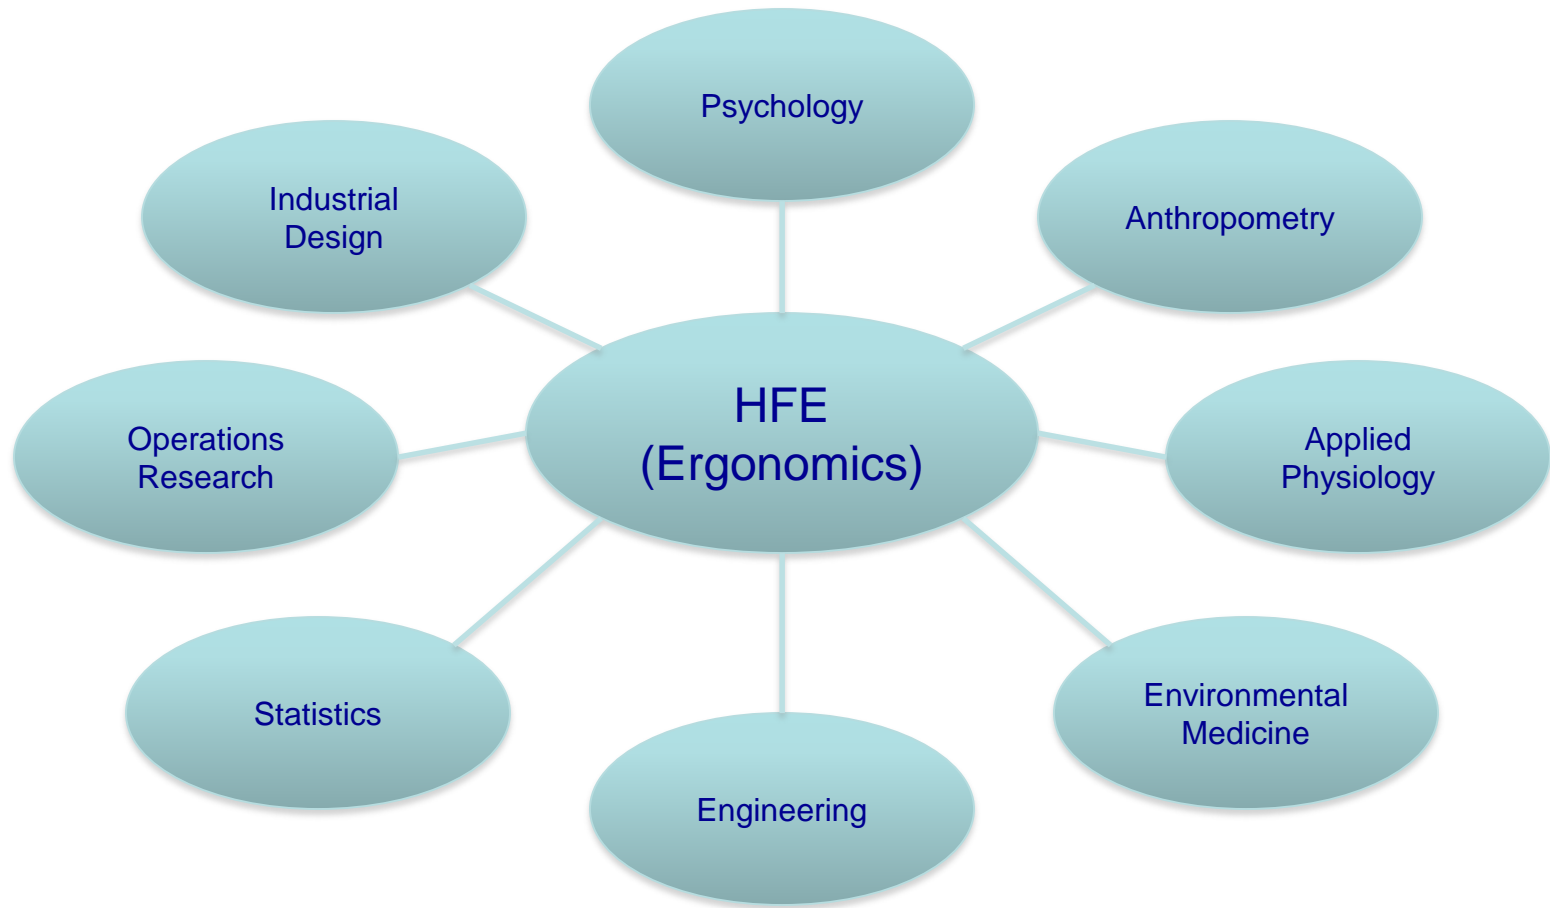 Psychology
Industrial
Design
Anthropometry
HFE
(Ergonomics)
Operations
Research
Applied
Physiology
Statistics
Environmental
Medicine
Engineering